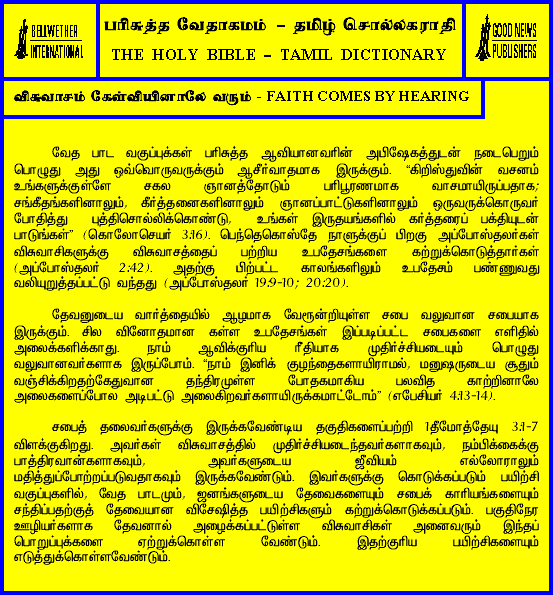 BELLWETHER
INTERNATIONAL
பரிசுத்த வேதாகமம் – தமிழ் சொல்லகராதி
THE HOLY BIBLE – TAMIL DICTIONARY
GOOD NEWS
PUBLISHERS
விசுவாசம் கேள்வியினாலே வரும் - FAITH COMES BY HEARING
வேத பாட வகுப்புக்கள் பரிசுத்த ஆவியானவரின் அபிஷேகத்துடன் நடைபெறும்
பொழுது அது ஒவ்வொருவருக்கும் ஆசீர்வாதமாக இருக்கும். “கிறிஸ்துவின் வசனம்
உங்களுக்குள்ளே சகல ஞானத்தோடும் பரிபூரணமாக வாசமாயிருப்பதாக;
சங்கீதங்களினாலும், கீர்த்தனைகளினாலும் ஞானப்பாட்டுகளினாலும் ஒருவருக்கொருவர்
போதித்து புத்திசொல்லிக்கொண்டு, உங்கள் இருதயங்களில் கர்த்தரைப் பக்தியுடன்
பாடுங்கள்” (கொலோசெயர் 3:16). பெந்தெகொஸ்தே நாளுக்குப் பிறகு அப்போஸ்தலர்கள்
விசுவாசிகளுக்கு விசுவாசத்தைப் பற்றிய உபதேசங்களை கற்றுக்கொடுத்தார்கள்
(அப்போஸ்தலர் 2:42). அதற்கு பிற்பட்ட காலங்களிலும் உபதேசம் பண்ணுவது
வலியுறுத்தப்பட்டு வந்தது (அப்போஸ்தலர் 19:9-10; 20:20).
தேவனுடைய வார்த்தையில் ஆழமாக வேரூன்றியுள்ள சபை வலுவான சபையாக
இருக்கும். சில வினோதமான கள்ள உபதேசங்கள் இப்படிப்பட்ட சபைகளை எளிதில்
அலைக்களிக்காது. நாம் ஆவிக்குரிய ரீதியாக முதிர்ச்சியடையும் பொழுது
வலுவானவர்களாக இருப்போம். “நாம் இனிக் குழந்தைகளாயிராமல், மனுஷருடைய சூதும்
வஞ்சிக்கிறதற்கேதுவான தந்திரமுள்ள போதகமாகிய பலவித காற்றினாலே
அலைகளைப்போல அடிபட்டு அலைகிறவர்களாயிருக்கமாட்டோம்” (எபேசியர் 4:13-14).
சபைத் தலைவர்களுக்கு இருக்கவேண்டிய தகுதிகளைப்பற்றி 1தீமோத்தேயு 3:1-7
விளக்குகிறது. அவர்கள் விசுவாசத்தில் முதிர்ச்சியடைந்தவர்களாகவும், நம்பிக்கைக்கு
பாத்திரவான்களாகவும், அவர்களுடைய ஜீவியம் எல்லோராலும்
மதித்துப்போற்றப்படுவதாகவும் இருக்கவேண்டும். இவர்களுக்கு கொடுக்கப்படும் பயிற்சி
வகுப்புகளில், வேத பாடமும், ஜனங்களுடைய தேவைகளையும் சபைக் காரியங்களையும்
சந்திப்பதற்குத் தேவையான விசேஷித்த பயிற்சிகளும் கற்றுக்கொடுக்கப்படும். பகுதிநேர
ஊழியர்களாக தேவனால் அழைக்கப்பட்டுள்ள விசுவாசிகள் அனைவரும் இந்தப்
பொறுப்புக்களை ஏற்றுக்கொள்ள வேண்டும். இதற்குரிய பயிற்சிகளையும்
எடுத்துக்கொள்ளவேண்டும்.